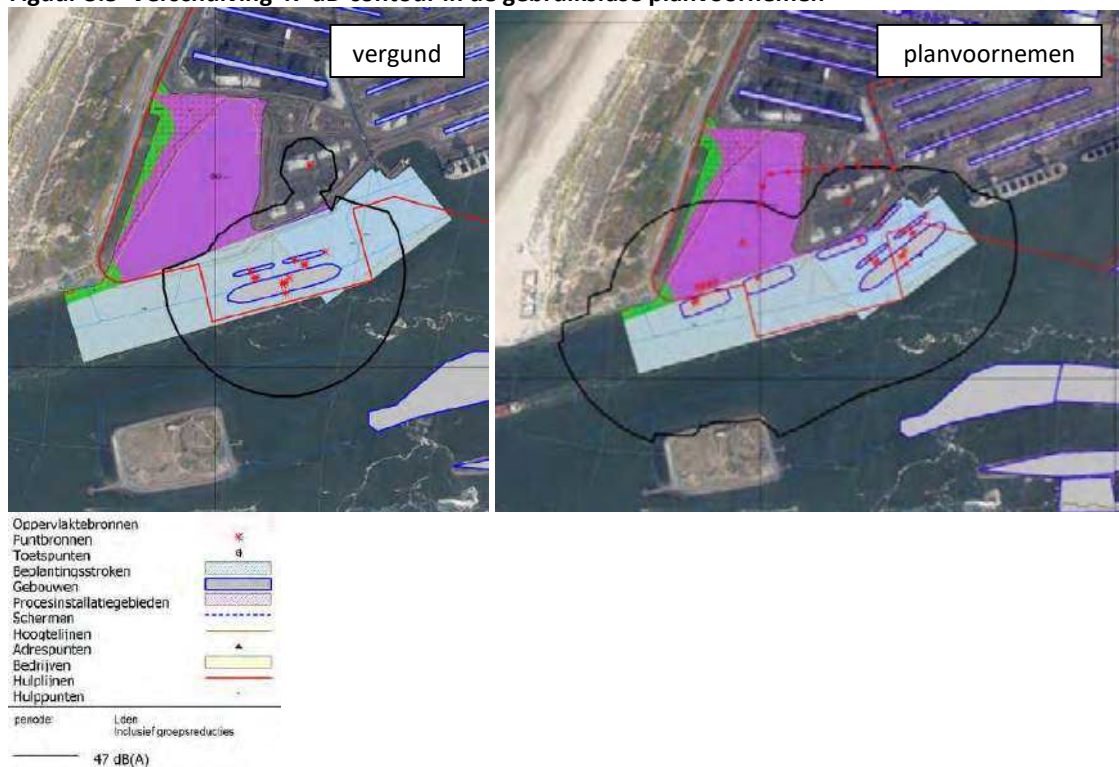 vergund
planvoornemen
Oppervlaktebronnen
Puntbronnen
Toetspunten
Beplantingsstroken
Gebouwen
Procesinstallatiegebieden
Schermen
Hoogtelijnen
Adrespunten
Bedrijven
Hulplijnen
Hulppunten
periode: Lden
Inclusief groepsreducties
47 dB(A)